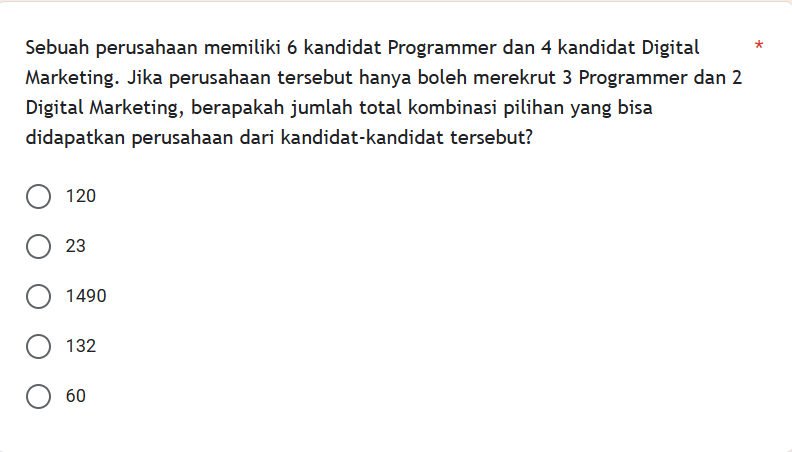 Sebuah perusahaan memiliki 6 kandidat Programmer dan 4 kandidat Digital *
Marketing. Jika perusahaan tersebut hanya boleh merekrut 3 Programmer dan 2
Digital Marketing, berapakah jumlah total kombinasi pilihan yang bisa
didapatkan perusahaan dari kandidat-kandidat tersebut?
120
23
1490
132
60